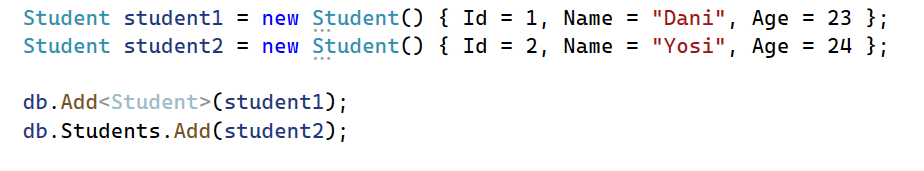 Student student1 = new Student() { Id = 1, Name = "Dani", Age = 23 };
Student student2 = new Student() { Id = 2, Name = "Yosi", Age = 24 };
db.Add<Student>(student1);
db.Students.Add(student2);